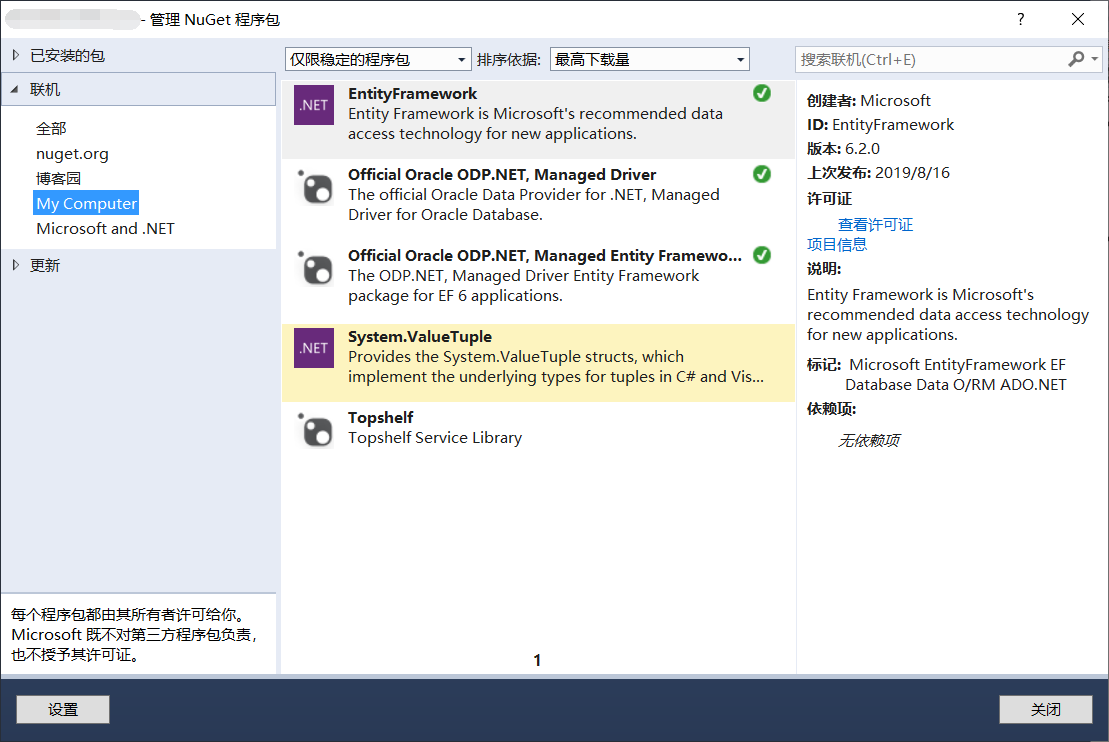 - 管理 NuGet 程序包
?
已安装的包
联机
全部
nuget.org
博客园
My Computer
Microsoft and .NET
更新
每个程序包都由其所有者许可给你。
Microsoft 既不对第三方程序包负责，
也不授予其许可证。
仅限稳定的程序包
排序依据:
最高下载量
.NET
EntityFramework
Entity Framework is Microsoft's recommended data
access technology for new applications.
Official Oracle ODP.NET, Managed Driver
The official Oracle Data Provider for .NET, Managed
Driver for Oracle Database.
Official Oracle ODP.NET, Managed Entity Framewo...
The ODP.NET, Managed Driver Entity Framework
package for EF 6 applications.
.NET
System.ValueTuple
Provides the System.ValueTuple structs, which
implement the underlying types for tuples in C# and Vis...
Topshelf
Topshelf Service Library
1
搜索联机(Ctrl+E)
创建者: Microsoft
ID: EntityFramework
版本: 6.2.0
上次发布: 2019/8/16
许可证
查看许可证
项目信息
说明:
Entity Framework is Microsoft's
recommended data access technology
for new applications.
标记: Microsoft EntityFramework EF
Database Data O/RM ADO.NET
依赖项:
无依赖项
设置
关闭